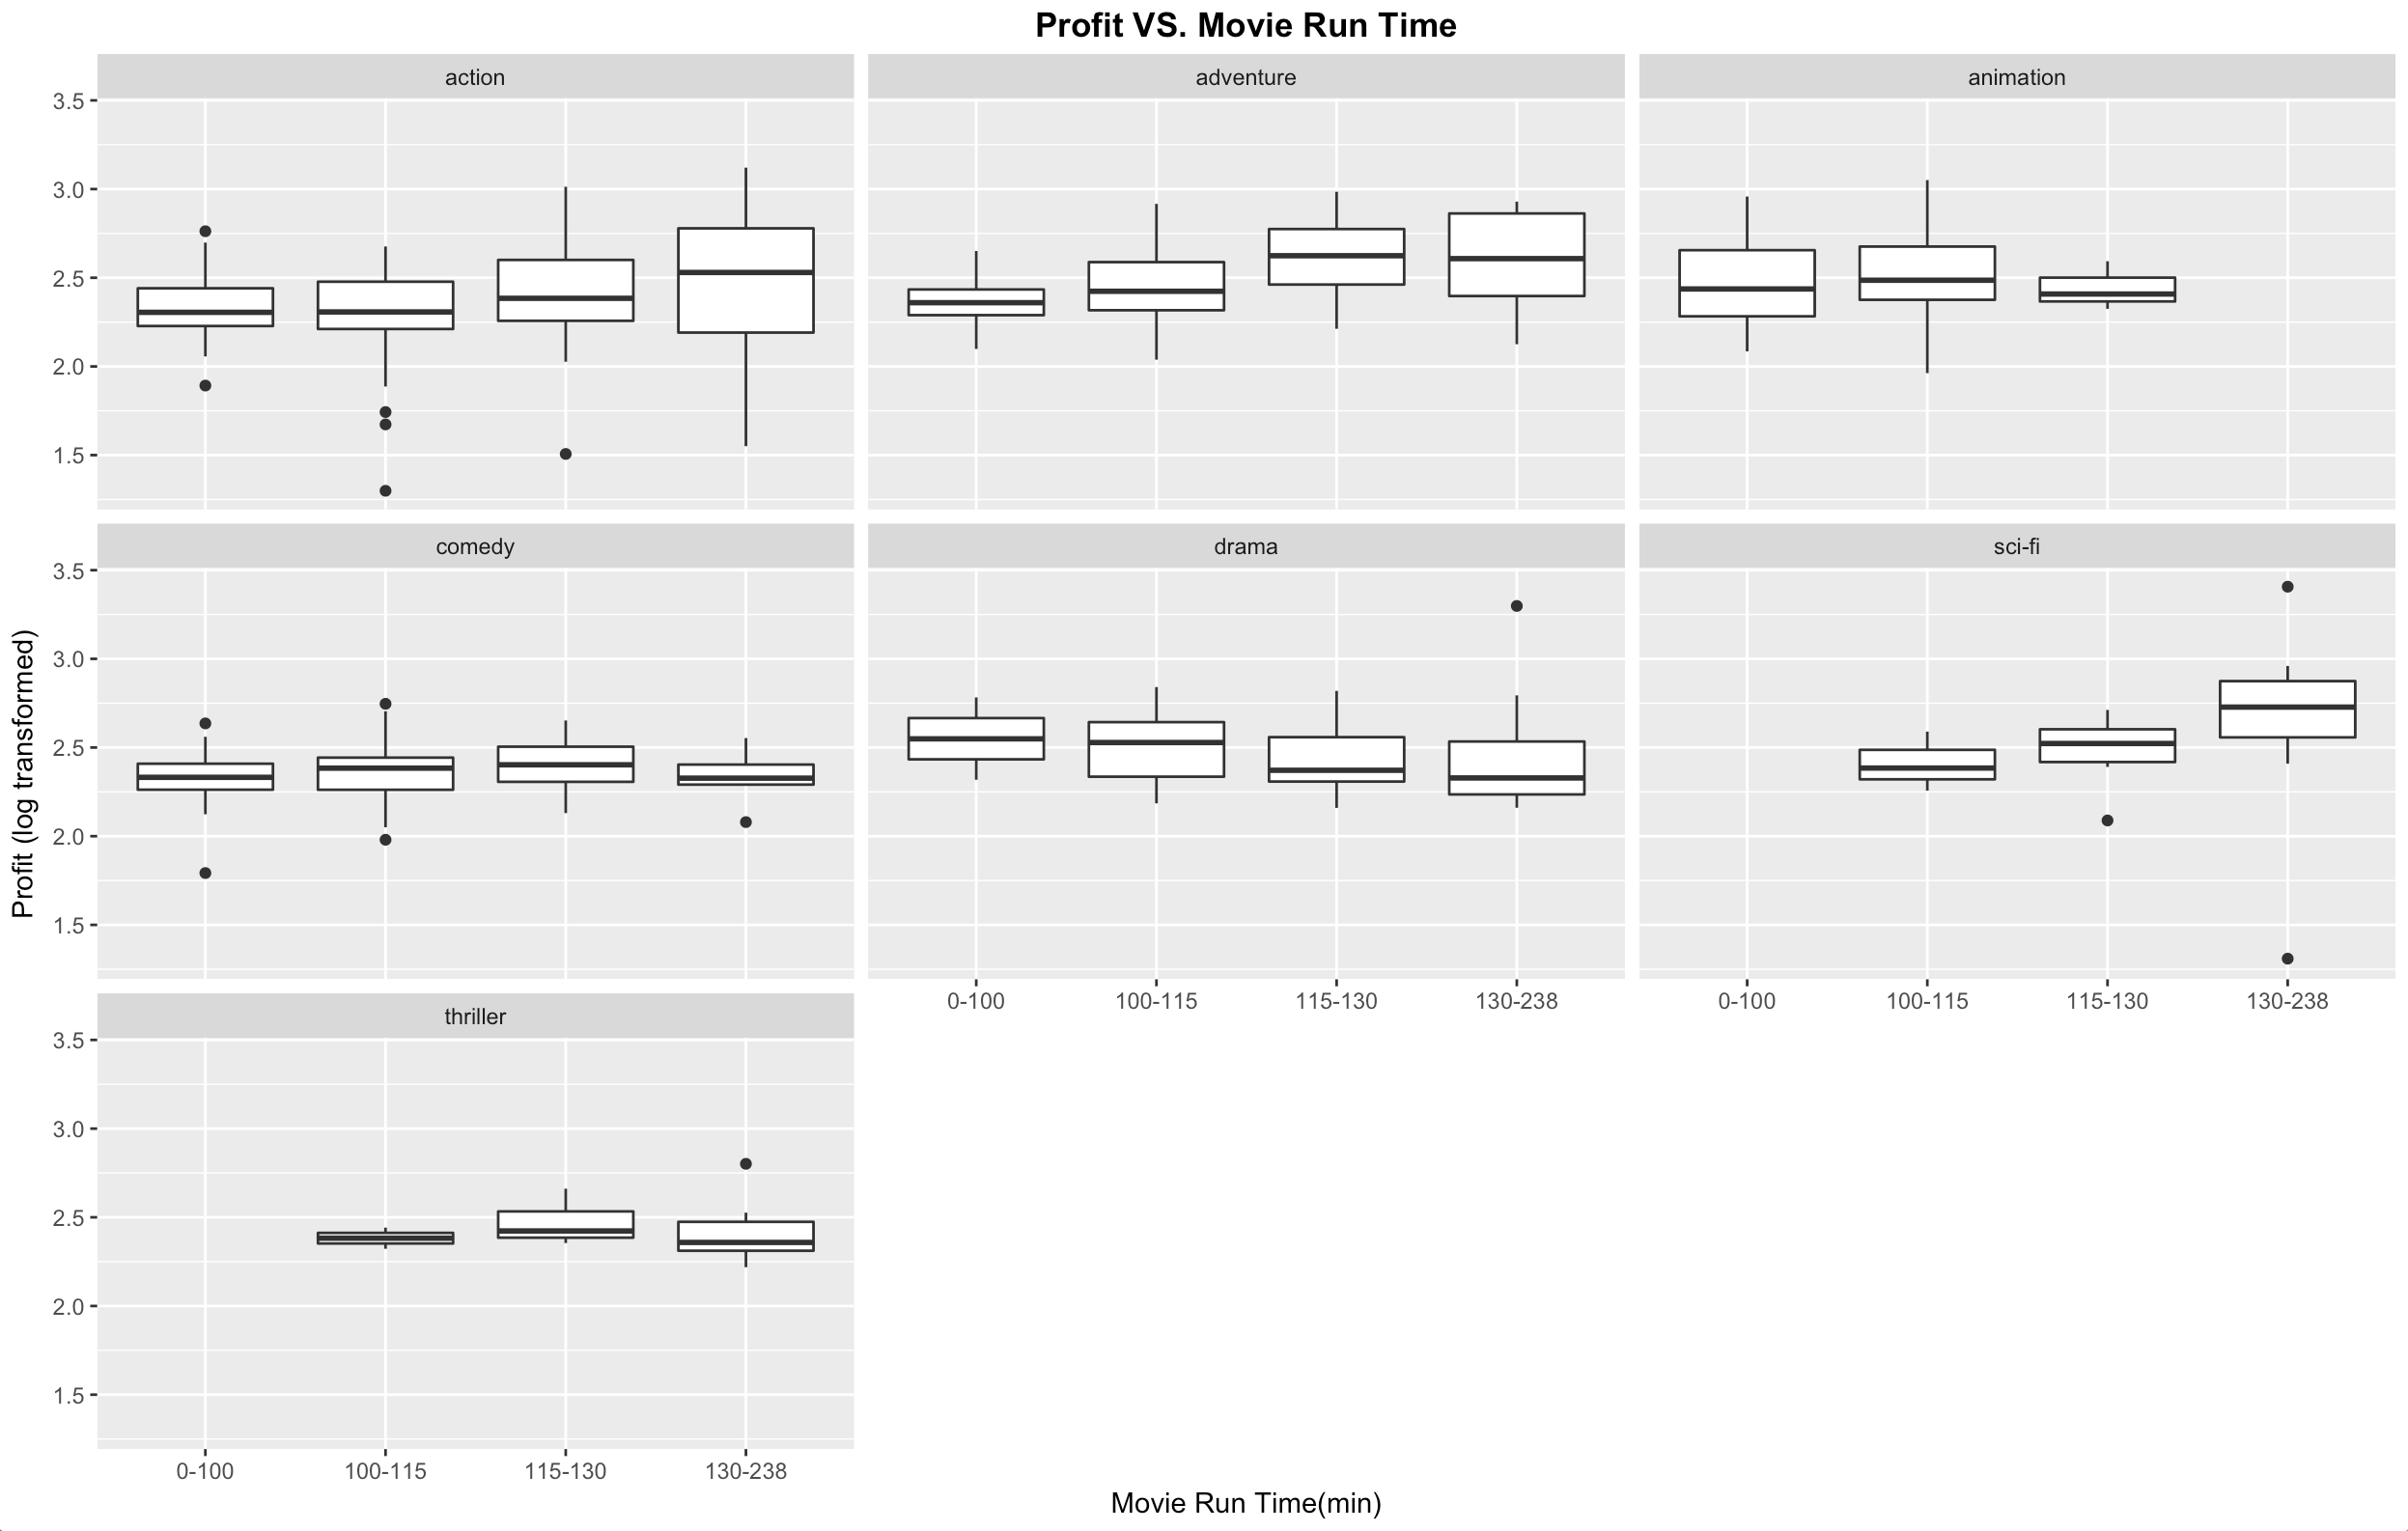 Profit VS. Movie Run Time
action adventure animation
3.5
3.0
2.5
2.0
1.5
comedy drama sci-fi
3.5
3.0
2.5
2.0
1.5
0-100 100-115 115-130 130-238 0-100 100-115 115-130 130-238
thriller
3.5
3.0
2.5
2.0
1.5
0-100 100-115 115-130 130-238
Profit (log transformed)
Movie Run Time(min)